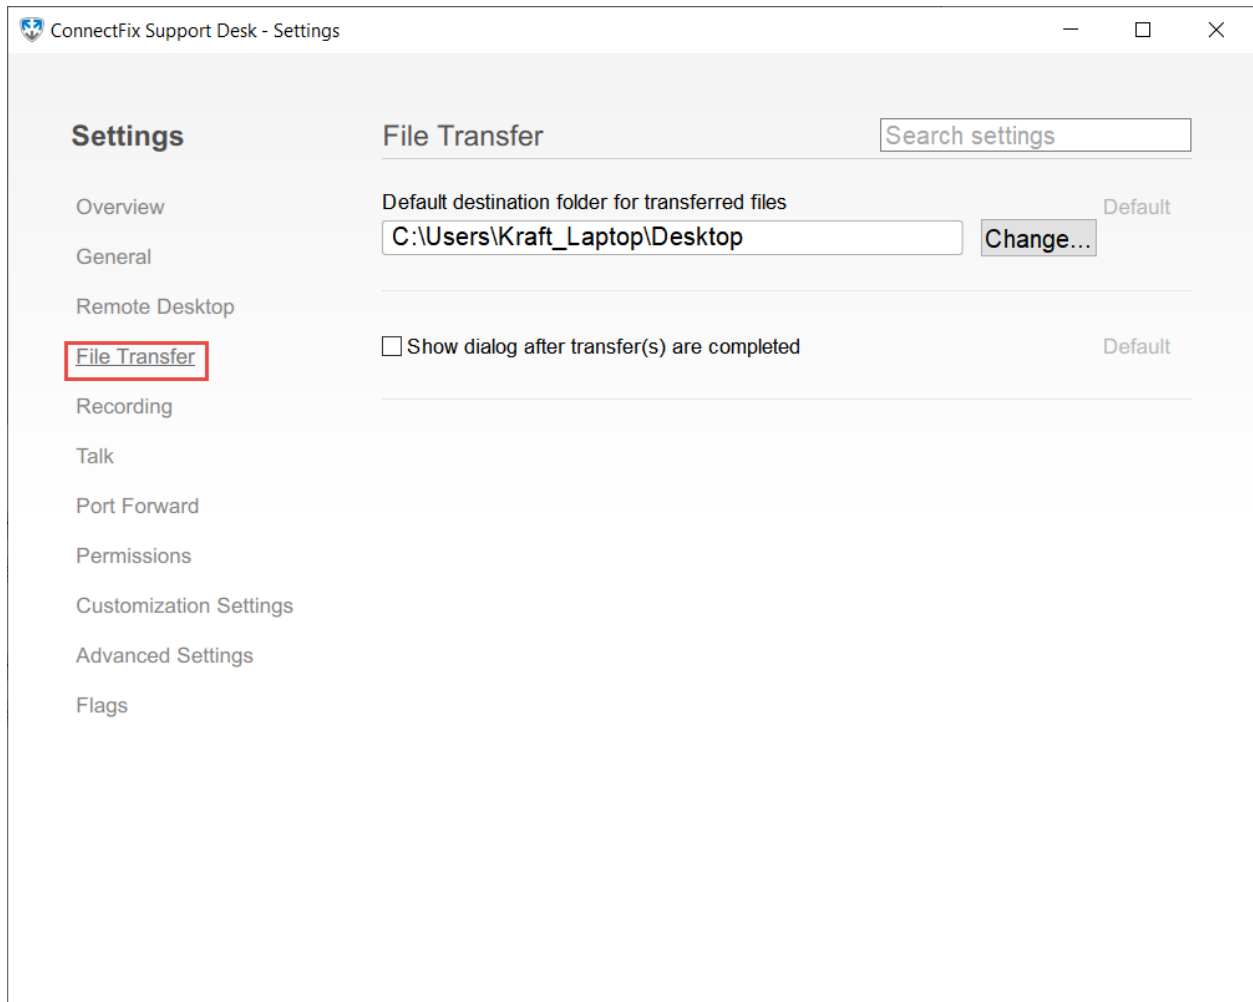 ConnectFix Support Desk - Settings
Settings
Overview
General
Remote Desktop
File Transfer
Recording
Talk
Port Forward
Permissions
Customization Settings
Advanced Settings
Flags
File Transfer
Search settings
Default destination folder for transferred files
Default
C:\Users\Kraft_Laptop\Desktop
Change...
Show dialog after transfer(s) are completed
Default